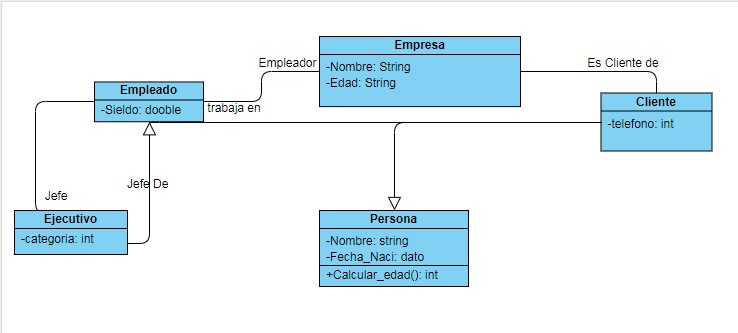 Empresa
-Nombre: String
-Edad: String
Empleador
Es Cliente de
Empleado
-Sieldo: dooble
trabaja en
Cliente
-telefono: int
Jefe De
Jefe
Ejecutivo
-categoria: int
Persona
-Nombre: string
-Fecha_Naci: dato
+Calcular_edad(): int